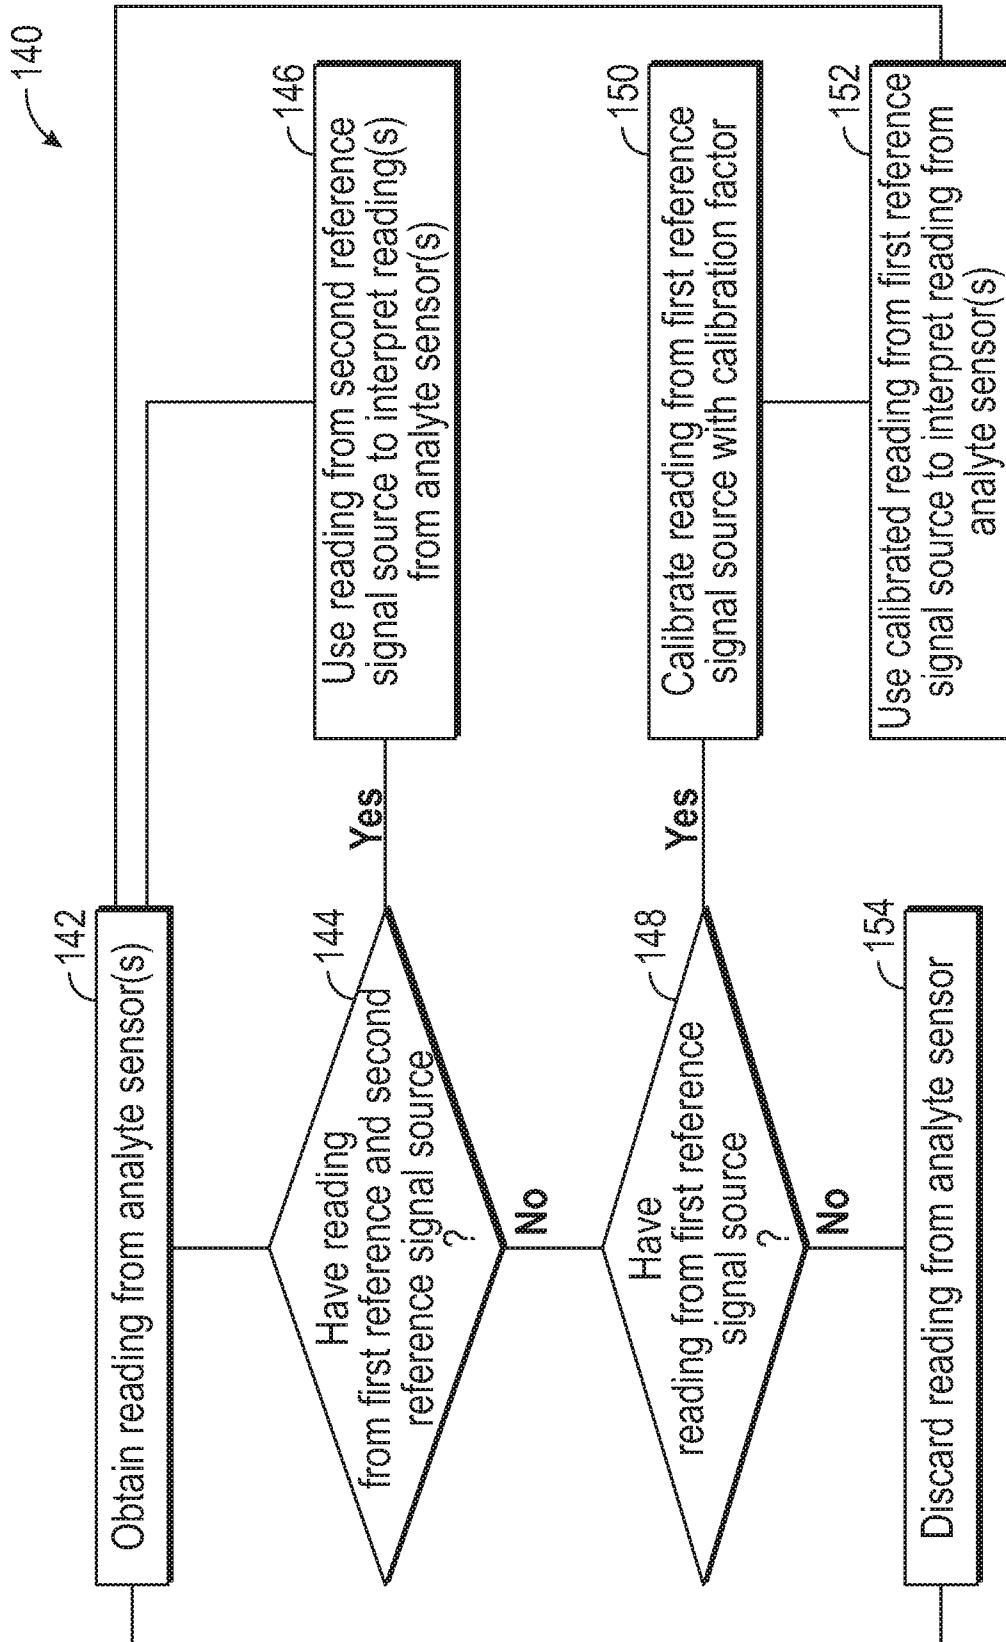 140
142
Obtain reading from analyte sensor(s)
144
Have reading
from first reference and second
reference signal source
?
Yes
146
Use reading from second reference
signal source to interpret reading(s)
from analyte sensor(s)
No
148
Have
reading from first reference
signal source
?
Yes
150
Calibrate reading from first reference
signal source with calibration factor
152
Use calibrated reading from first reference
signal source to interpret reading from
analyte sensor(s)
No
154
Discard reading from analyte sensor